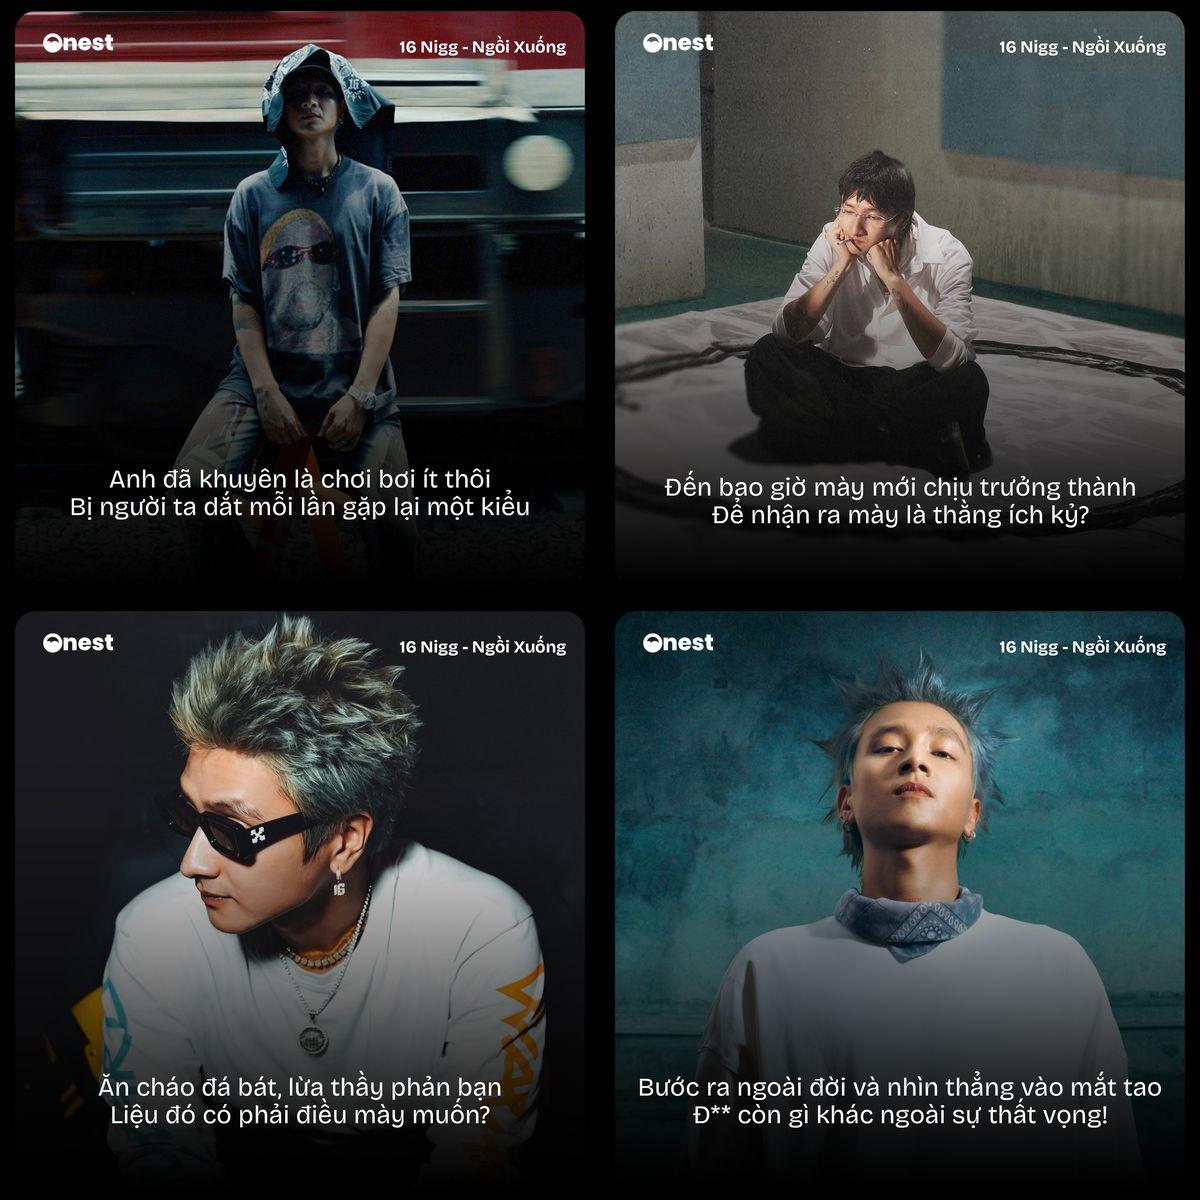 Onest
16 Nigg - Ngồi Xuống
Anh đã khuyên là chơi bơi ít thôi
Bị người ta dắt mỗi lần gặp lại một kiểu
Onest
16 Nigg - Ngồi Xuống
Đến bao giờ mày mới chịu trưởng thành
Để nhận ra mày là thằng ích kỷ?
Onest
16 Nigg - Ngồi Xuống
16
Ăn cháo đá bát, lừa thầy phản bạn
Liệu đó có phải điều mày muốn?
Onest
16 Nigg - Ngồi Xuống
Bước ra ngoài đời và nhìn thẳng vào mắt tao
Đ** còn gì khác ngoài sự thất vọng!